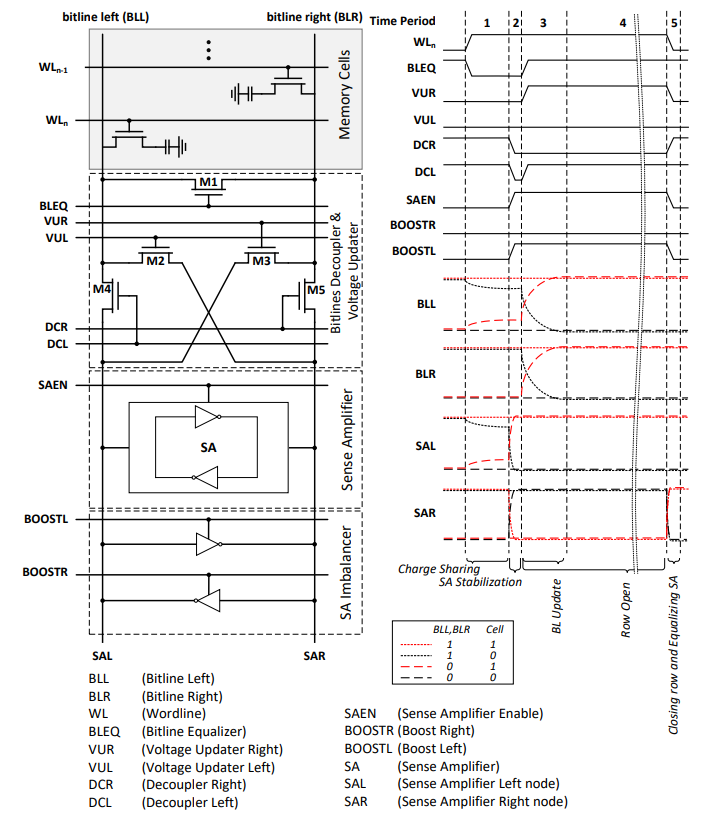 bitline left (BLL)
bitline right (BLR)
WLn-1
WLn
Memory Cells
M1
BLEQ
VUR
VUL
M2
M3
M4
M5
DCR
DCL
Bitlines Decoupler &
Voltage Updater
SAEN
SA
Sense Amplifier
BOOSTL
BOOSTR
SA Imbalancer
SAL
SAR
Time Period
1
2
3
4
5
WLn
BLEQ
VUR
VUL
DCR
DCL
SAEN
BOOSTR
BOOSTL
BLL
BLR
SAL
SAR
Charge Sharing
SA Stabilization
BL Update
Row Open
Closing row and Equalizing SA
BLL,BLR Cell
1 1
1 0
0 1
0 0
BLL (Bitline Left)
BLR (Bitline Right)
WL (Wordline)
BLEQ (Bitline Equalizer)
VUR (Voltage Updater Right)
VUL (Voltage Updater Left)
DCR (Decoupler Right)
DCL (Decoupler Left)
SAEN (Sense Amplifier Enable)
BOOSTR (Boost Right)
BOOSTL (Boost Left)
SA (Sense Amplifier)
SAL (Sense Amplifier Left node)
SAR (Sense Amplifier Right node)